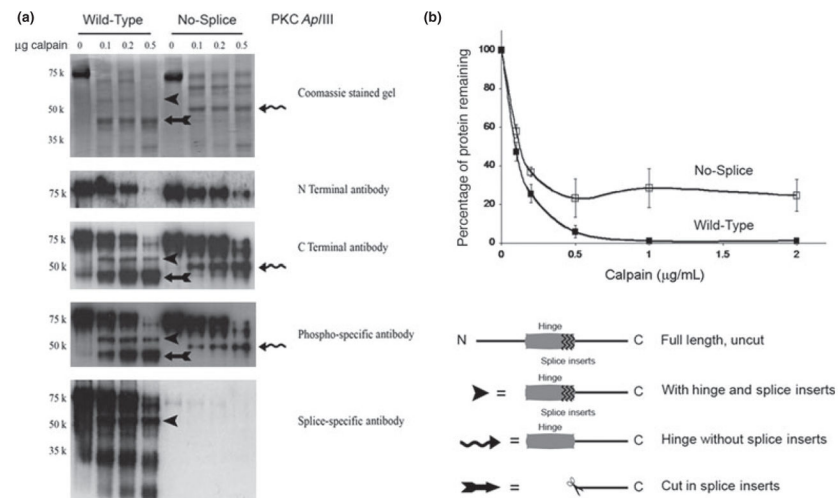 (a)
Wild-Type No-Splice PKC Apl III
µg calpain 0 0.1 0.2 0.5 0 0.1 0.2 0.5
75 k
50 k
35 k
Coomassie stained gel
75 k
N Terminal antibody
75 k
50 k
C Terminal antibody
75 k
50 k
Phospho-specific antibody
75 k
50 k
35 k
Splice-specific antibody
(b)
Percentage of protein remaining
100
80
60
40
20
0
0 0.5 1 1.5 2
No-Splice
Wild-Type
Calpain (µg/mL)
Hinge
N C Full length, uncut
Splice inserts
Hinge
= C With hinge and splice inserts
Splice inserts
Hinge
= C Hinge without splice inserts
= C Cut in splice inserts